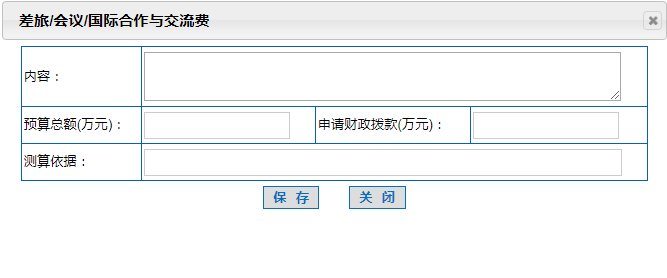 差旅/会议/国际合作与交流费
内容：
预算总额(万元)： 申请财政拨款(万元)：
测算依据：
保 存 关 闭